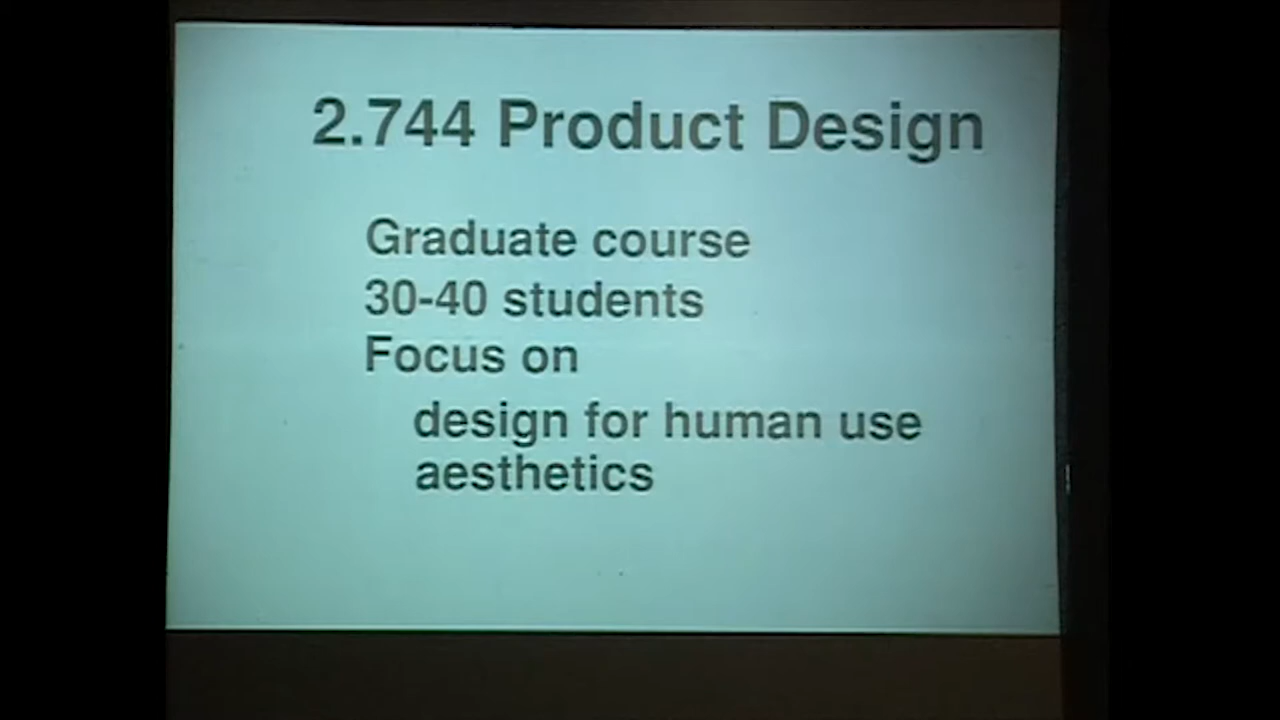 2.744 Product Design
Graduate course
30-40 students
Focus on
design for human use
aesthetics